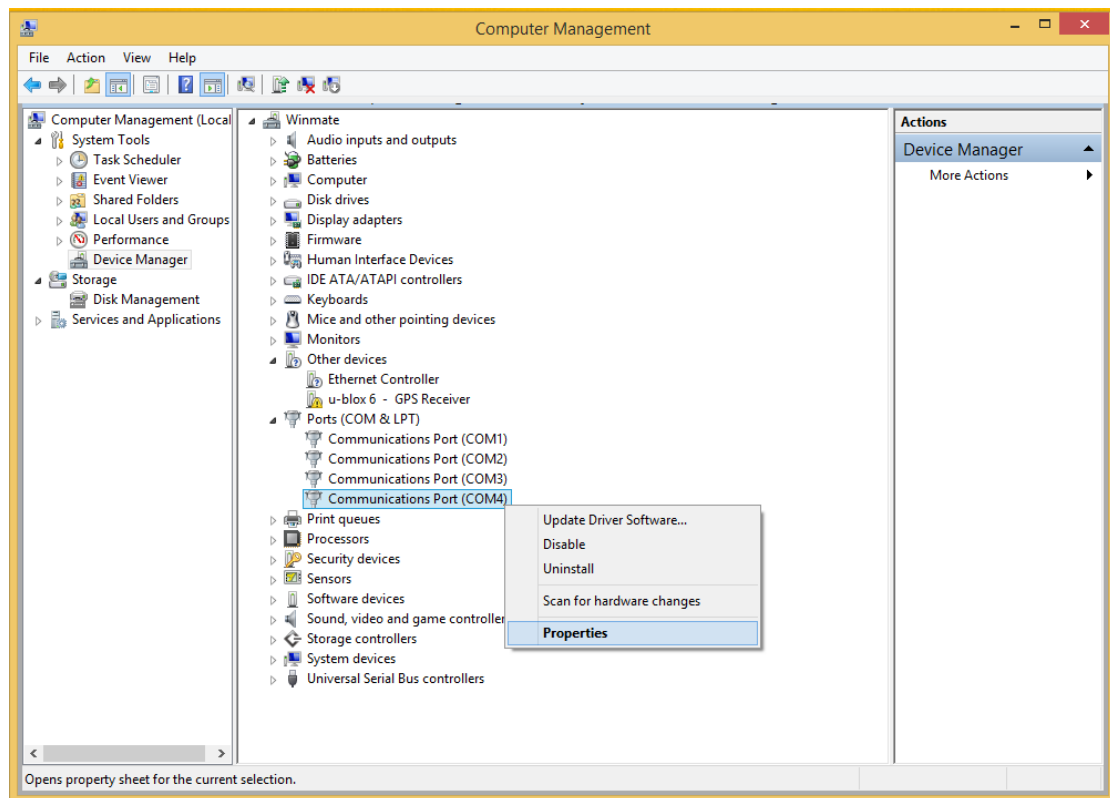 Computer Management
File Action View Help
Computer Management (Local
System Tools
Task Scheduler
Event Viewer
Shared Folders
Local Users and Groups
Performance
Device Manager
Storage
Disk Management
Services and Applications
Winmate
Audio inputs and outputs
Batteries
Computer
Disk drives
Display adapters
Firmware
Human Interface Devices
IDE ATA/ATAPI controllers
Keyboards
Mice and other pointing devices
Monitors
Other devices
Ethernet Controller
u-blox 6 - GPS Receiver
Ports (COM & LPT)
Communications Port (COM1)
Communications Port (COM2)
Communications Port (COM3)
Communications Port (COM4)
Print queues
Processors
Security devices
Sensors
Software devices
Sound, video and game controller
Storage controllers
System devices
Universal Serial Bus controllers
Update Driver Software...
Disable
Uninstall
Scan for hardware changes
Properties
Actions
Device Manager
More Actions
Opens property sheet for the current selection.